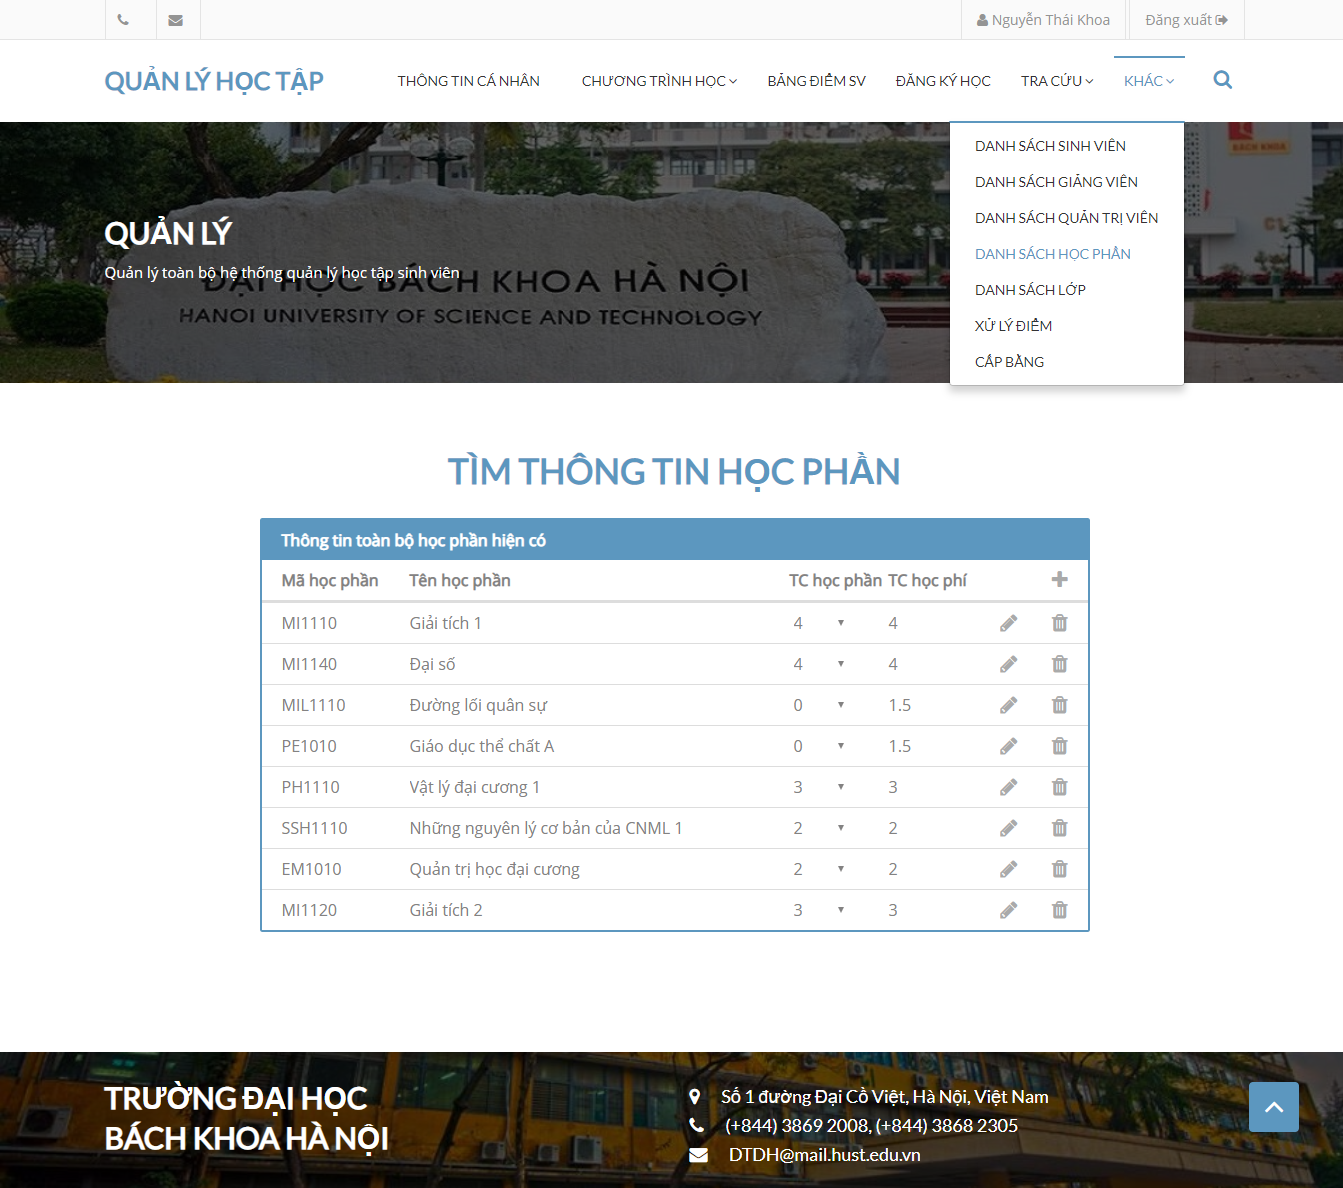 Nguyễn Thái Khoa
Đăng xuất
QUẢN LÝ HỌC TẬP
THÔNG TIN CÁ NHÂN
CHƯƠNG TRÌNH HỌC
BẢNG ĐIỂM SV
ĐĂNG KÝ HỌC
TRA CỨU
KHÁC
DANH SÁCH SINH VIÊN
DANH SÁCH GIẢNG VIÊN
DANH SÁCH QUẢN TRỊ VIÊN
DANH SÁCH HỌC PHẦN
DANH SÁCH LỚP
XỬ LÝ ĐIỂM
CẤP BẰNG
BÁCH KHOA
C1
QUẢN LÝ
Quản lý toàn bộ hệ thống quản lý học tập sinh viên
ĐẠI HỌC BÁCH KHOA HÀ NỘI
HANOI UNIVERSITY OF SCIENCE AND TECHNOLOGY
TÌM THÔNG TIN HỌC PHẦN
Thông tin toàn bộ học phần hiện có
Mã học phần Tên học phần TC học phần TC học phí
MI1110 Giải tích 1 4 4
MI1140 Đại số 4 4
MIL1110 Đường lối quân sự 0 1.5
PE1010 Giáo dục thể chất A 0 1.5
PH1110 Vật lý đại cương 1 3 3
SSH1110 Những nguyên lý cơ bản của CNML 1 2 2
EM1010 Quản trị học đại cương 2 2
MI1120 Giải tích 2 3 3
TRƯỜNG ĐẠI HỌC
BÁCH KHOA HÀ NỘI
Số 1 đường Đại Cồ Việt, Hà Nội, Việt Nam
(+844) 3869 2008, (+844) 3868 2305
DTDH@mail.hust.edu.vn